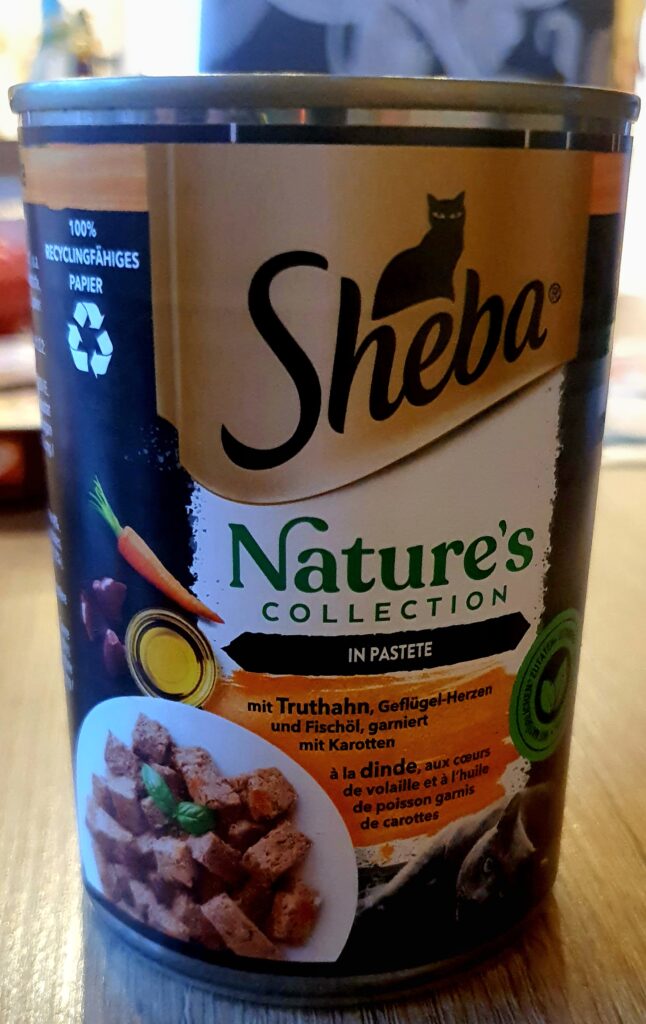 100%
RECYCLINGFÄHIGES
PAPIER
Sheba®
Nature's
COLLECTION
IN PASTETE
mit Truthahn, Geflügel-Herzen
und Fischöl, garniert
mit Karotten
à la dinde, aux cœurs
de volaille et à l'huile
de poisson garnis
de carottes